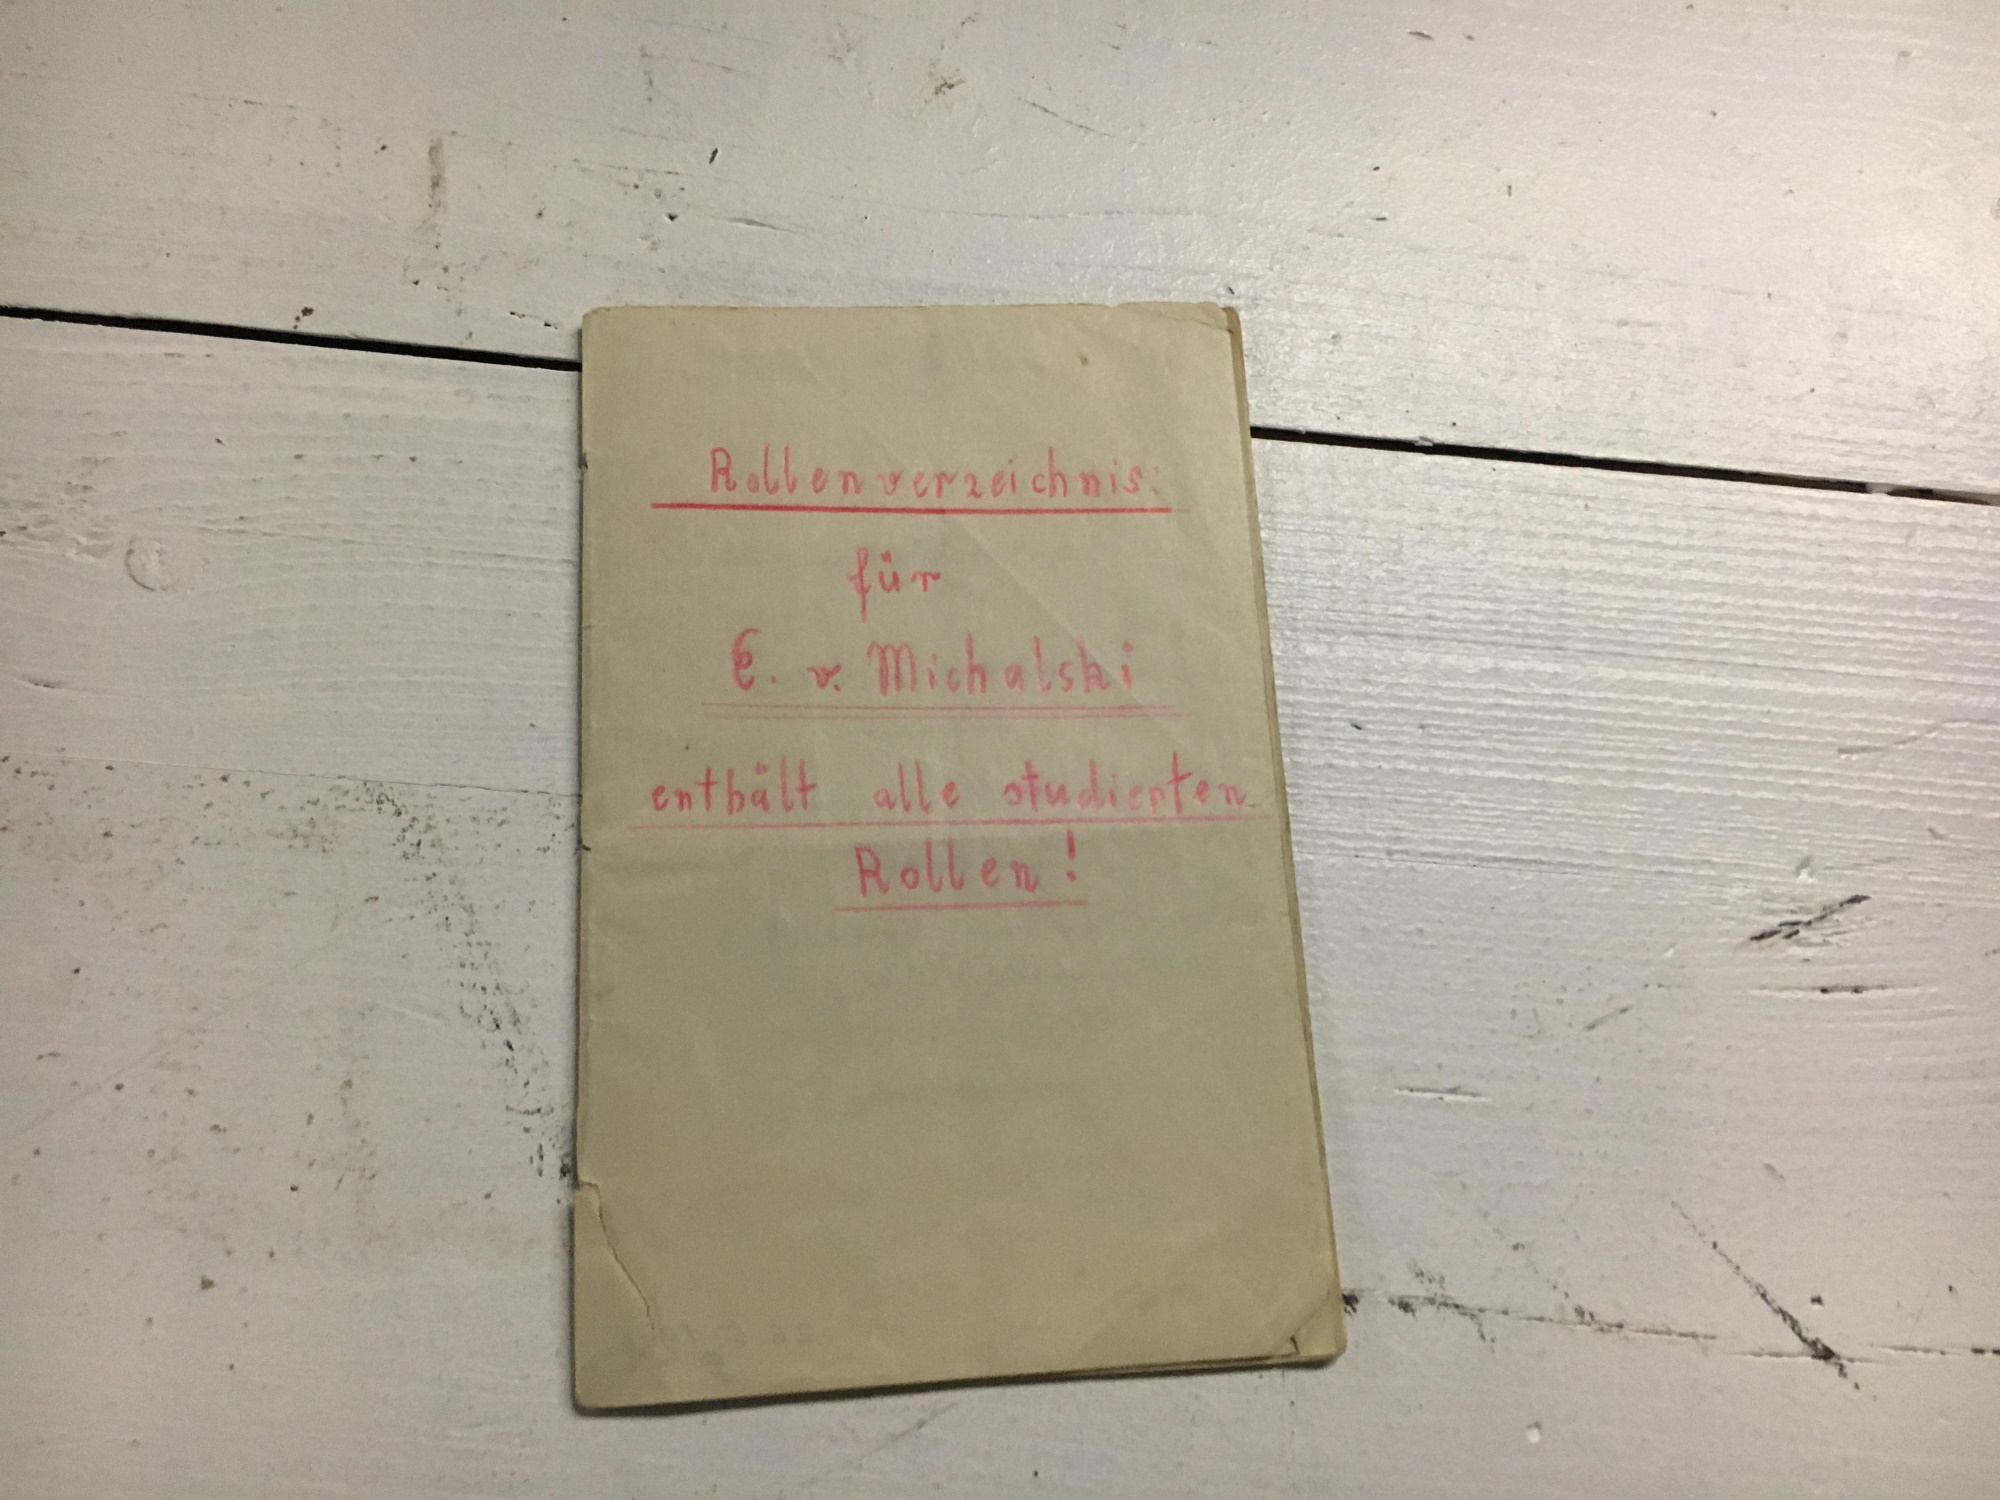 Rollenverzeichnis:
für
E. v. Michalski
enthält alle studierten
Rollen!